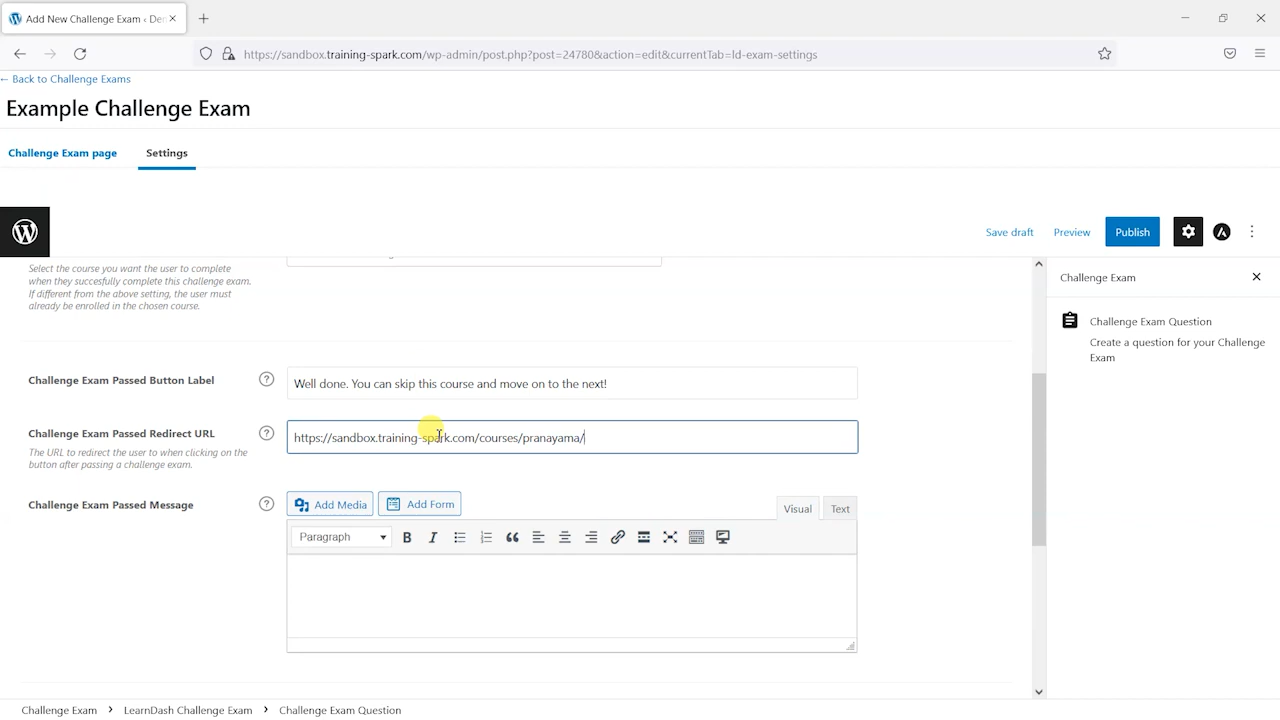 Add New Challenge Exam ‹ Den
https://sandbox.training-spark.com/wp-admin/post.php?post=24780&action=edit&currentTab=ld-exam-settings
← Back to Challenge Exams
Example Challenge Exam
Challenge Exam page
Settings
Save draft
Preview
Publish
Challenge Exam
Challenge Exam Question
Create a question for your Challenge
Exam
Select the course you want the user to complete
when they succesfully complete this challenge exam.
If different from the above setting, the user must
already be enrolled in the chosen course.
Challenge Exam Passed Button Label
Well done. You can skip this course and move on to the next!
Challenge Exam Passed Redirect URL
https://sandbox.training-spark.com/courses/pranayama/
The URL to redirect the user to when clicking on the
button after passing a challenge exam.
Challenge Exam Passed Message
Add Media
Add Form
Visual
Text
Paragraph
B
I
Challenge Exam > LearnDash Challenge Exam > Challenge Exam Question